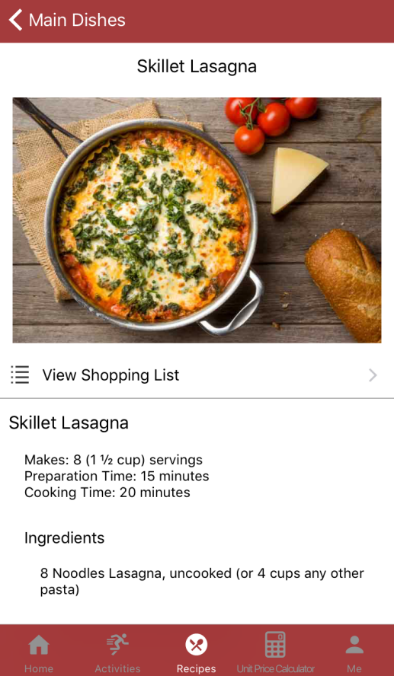 Main Dishes
Skillet Lasagna
View Shopping List
Skillet Lasagna
Makes: 8 (1 ½ cup) servings
Preparation Time: 15 minutes
Cooking Time: 20 minutes
Ingredients
8 Noodles Lasagna, uncooked (or 4 cups any other
pasta)
Home Activities Recipes Unit Price Calculator Me